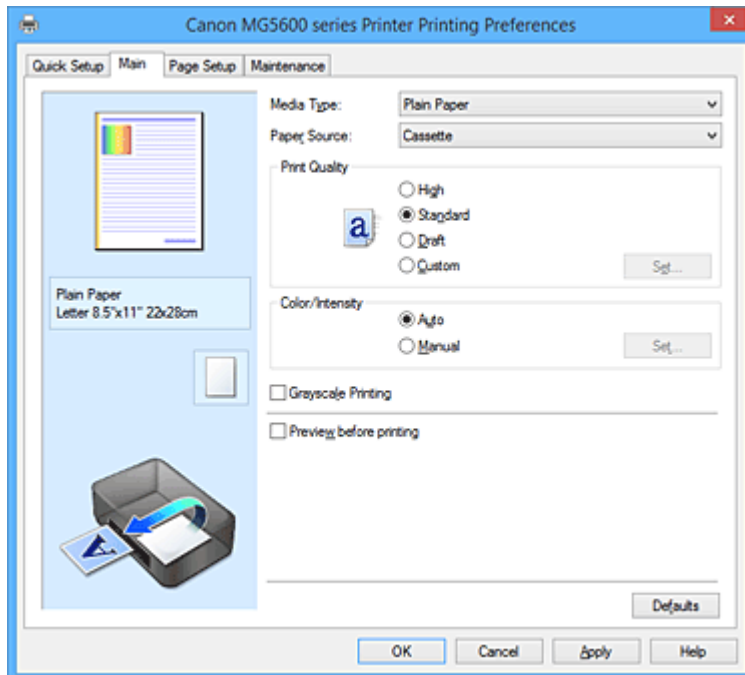 Canon MG5600 series Printer Printing Preferences
Quick Setup Main Page Setup Maintenance
Media Type: Plain Paper
Paper Source: Cassette
Print Quality
High
a Standard
Draft
Custom Set...
Plain Paper
Letter 8.5"x11" 22x28cm
Color/Intensity
Auto
Manual Set...
Grayscale Printing
Preview before printing
A
Defaults
OK Cancel Apply Help